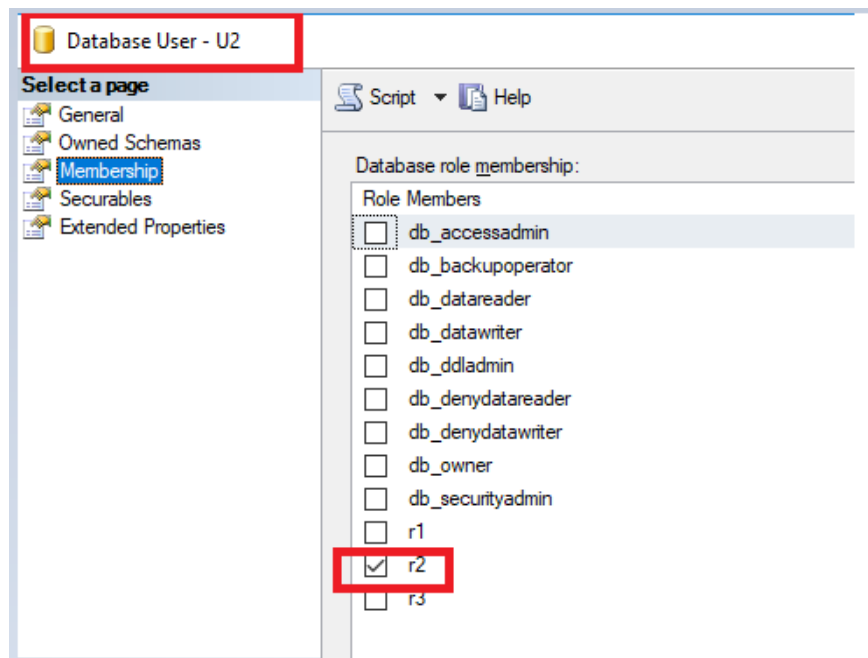 Database User - U2
Select a page
General
Owned Schemas
Membership
Securables
Extended Properties
Script
Help
Database role membership:
Role Members
db_accessadmin
db_backupoperator
db_datareader
db_datawriter
db_ddladmin
db_denydatareader
db_denydatawriter
db_owner
db_securityadmin
r1
r2
r3